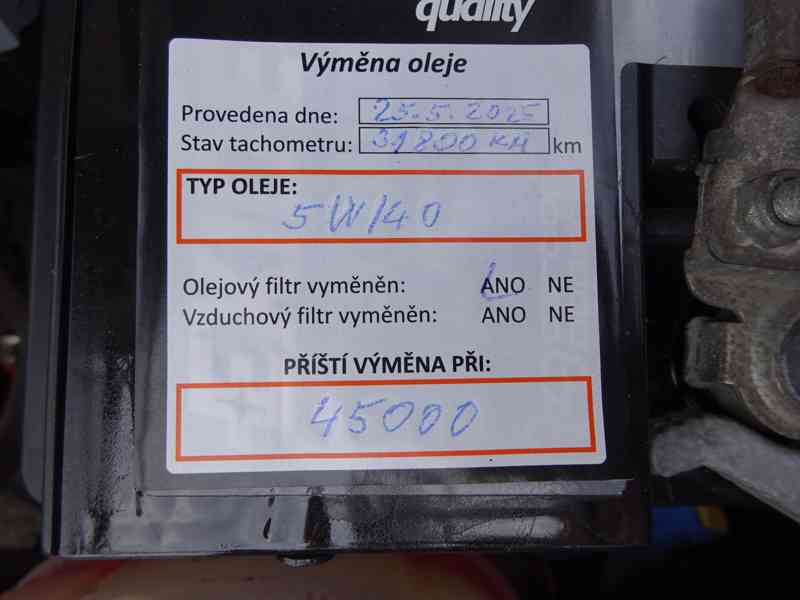 quality
Výměna oleje
Provedena dne: 25.5.2025
Stav tachometru: 31800 KM km
TYP OLEJE:
5W/40
Olejový filtr vyměněn: ANO NE
Vzduchový filtr vyměněn: ANO NE
PŘÍŠTÍ VÝMĚNA PŘI:
45000